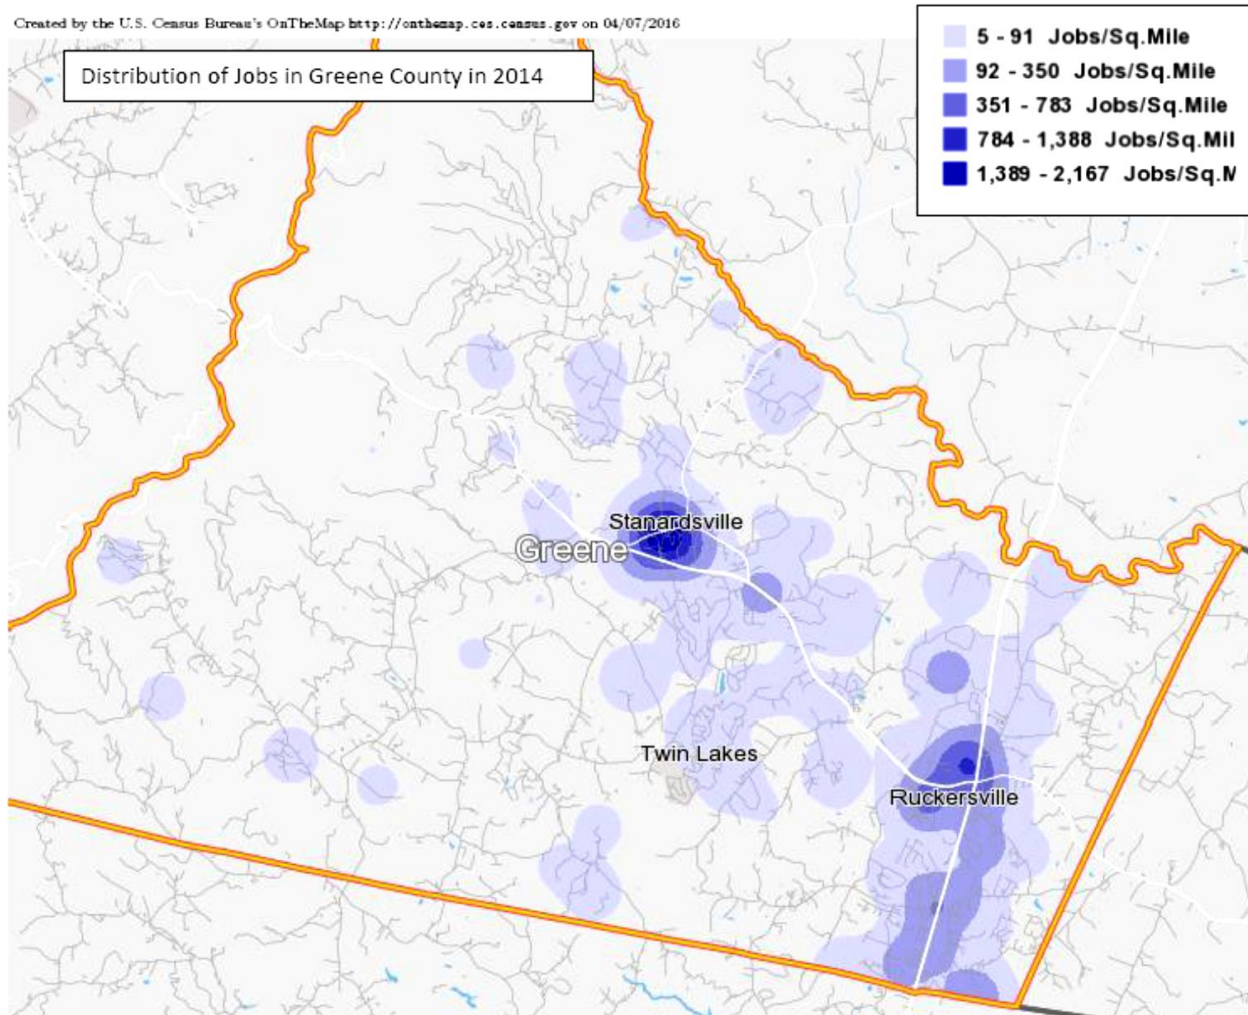 Created by the U.S. Census Bureau's OnTheMap http://onthemap.ces.census.gov on 04/07/2016
Distribution of Jobs in Greene County in 2014
5 - 91 Jobs/Sq.Mile
92 - 350 Jobs/Sq.Mile
351 - 783 Jobs/Sq.Mile
784 - 1,388 Jobs/Sq.Mil
1,389 - 2,167 Jobs/Sq.M
Stanardsville
Greene
Twin Lakes
Ruckersville